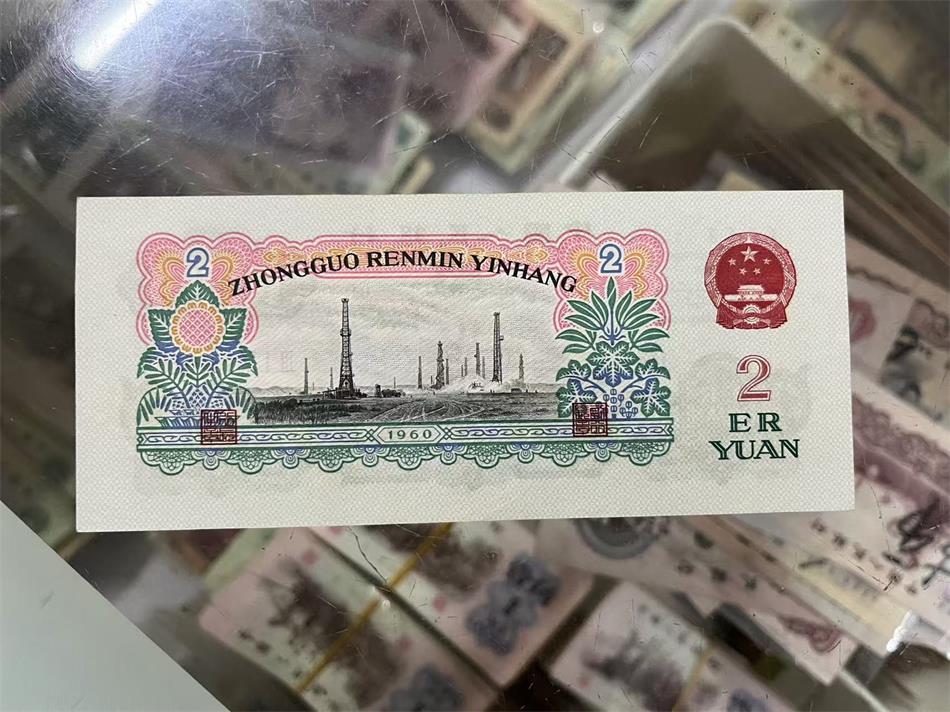 2
2
ZHONGGUO RENMIN YINHANG
1960
2
ER
YUAN